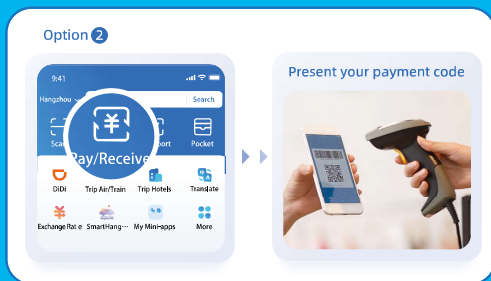 Option 2
9:41
Hangzhou
Search
Scan
Pay/Receive
port
Pocket
DiDi
Trip Air/Train
Trip Hotels
Translate
Exchange Rate
SmartHang···
My Mini-apps
More
Present your payment code